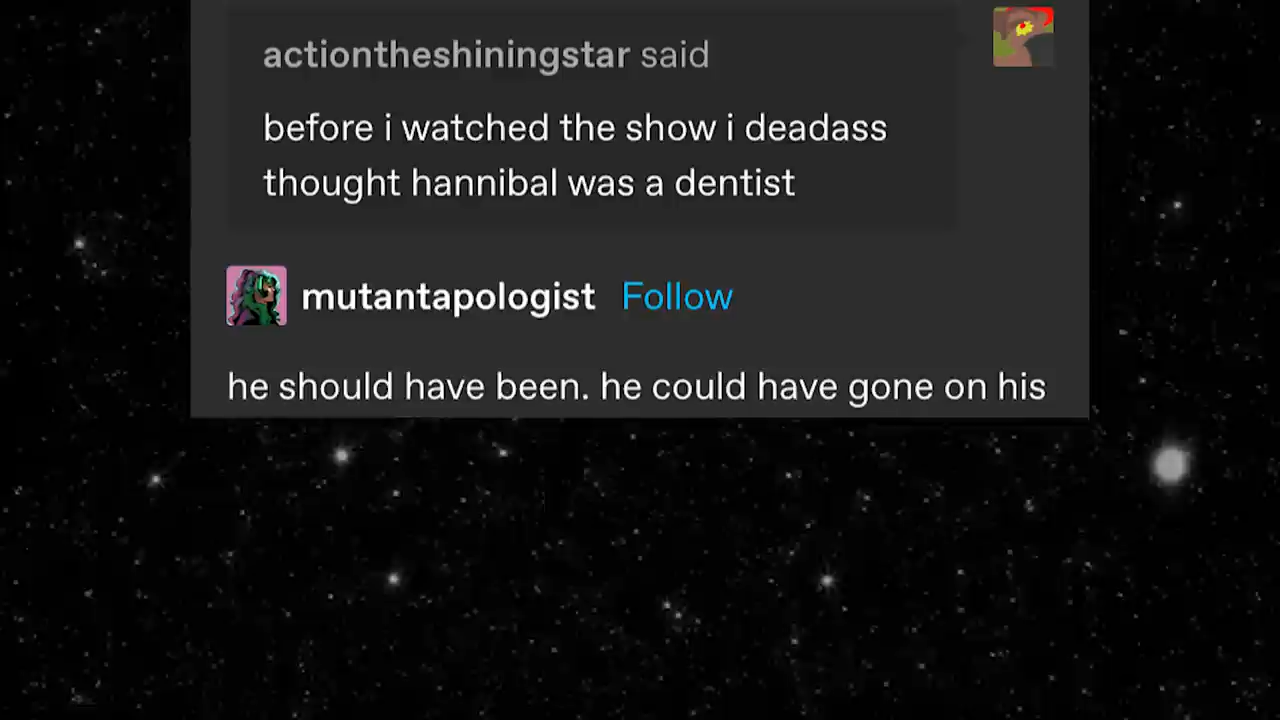 actiontheshiningstar said
before i watched the show i deadass
thought hannibal was a dentist
mutantapologist Follow
he should have been. he could have gone on his